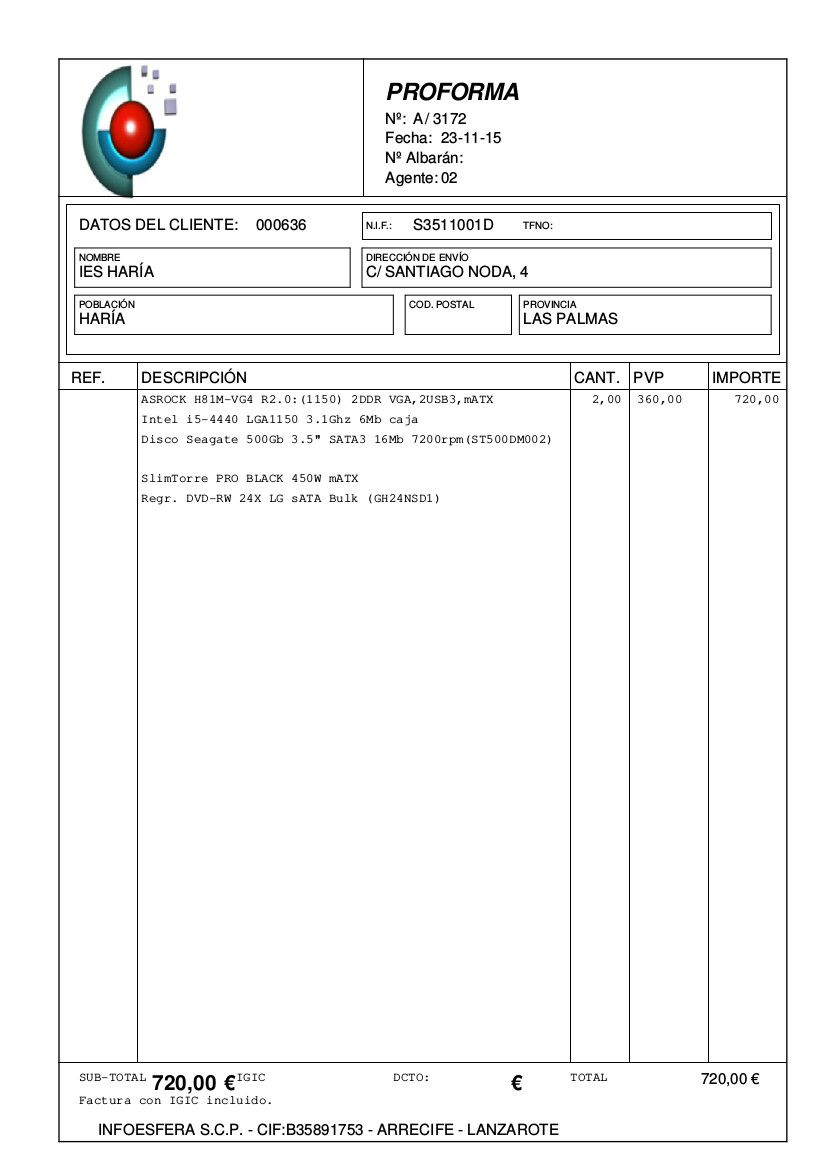 PROFORMA
Nº: A/ 3172
Fecha: 23-11-15
Nº Albarán:
Agente: 02
DATOS DEL CLIENTE: 000636
N.I.F.: S3511001D TFNO:
NOMBRE
IES HARÍA
DIRECCIÓN DE ENVÍO
C/ SANTIAGO NODA, 4
POBLACIÓN
HARÍA
COD. POSTAL
PROVINCIA
LAS PALMAS
REF. DESCRIPCIÓN CANT. PVP IMPORTE
ASROCK H81M-VG4 R2.0:(1150) 2DDR VGA,2USB3,mATX 2,00 360,00 720,00
Intel i5-4440 LGA1150 3.1Ghz 6Mb caja
Disco Seagate 500Gb 3.5" SATA3 16Mb 7200rpm(ST500DM002)
SlimTorre PRO BLACK 450W mATX
Regr. DVD-RW 24X LG sATA Bulk (GH24NSD1)
SUB-TOTAL 720,00 € IGIC DCTO: € TOTAL 720,00 €
Factura con IGIC incluido.
INFOESFERA S.C.P. - CIF:B35891753 - ARRECIFE - LANZAROTE